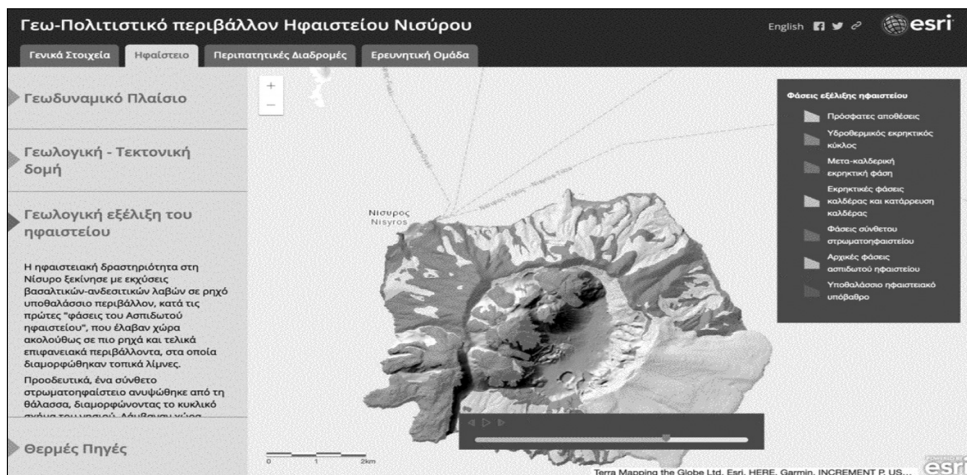 Γεω-Πολιτιστικό περιβάλλον Ηφαιστείου Νισύρου
English
esri
Γενικά Στοιχεία
Ηφαίστειο
Περιπατητικές Διαδρομές
Ερευνητική Ομάδα
Γεωδυναμικό Πλαίσιο
Γεωλογική - Τεκτονική
δομή
Γεωλογική εξέλιξη του
ηφαιστείου
Η ηφαιστειακή δραστηριότητα στη
Νίσυρο ξεκίνησε με εκχύσεις
βασαλτικών-ανδεσιτικών λαβών σε ρηχό
υποθαλάσσιο περιβάλλον, κατά τις
πρώτες "φάσεις του Ασπιδωτού
ηφαιστείου", που έλαβαν χώρα
ακολούθως σε πιο ρηχά και τελικά
επιφανειακά περιβάλλοντα, στα οποία
διαμορφώθηκαν τοπικά λίμνες.
Προοδευτικά, ένα σύνθετο
στρωματοηφαίστειο ανυψώθηκε από τη
θάλασσα, διαμορφώνοντας το κυκλικό
σχήμα του νησιού. Λάμβαναν χώρα
Θερμές Πηγές
+
−
Νίσυρος
Nisyros
Φάσεις εξέλιξης ηφαιστείου
Πρόσφατες αποθέσεις
Υδροθερμικός εκρηκτικός
κύκλος
Μετα-καλδερική
εκρηκτική φάση
Εκρηκτικές φάσεις
καλδέρας και κατάρρευση
καλδέρας
Φάσεις σύνθετου
στρωματοηφαιστείου
Αρχικές φάσεις
ασπιδωτού ηφαιστείου
Υποθαλάσσιο ηφαιστειακό
υπόβαθρο
0 1 2km
Terra Mapping the Globe Ltd, Esri, HERE, Garmin, INCREMENT P, US...
esri